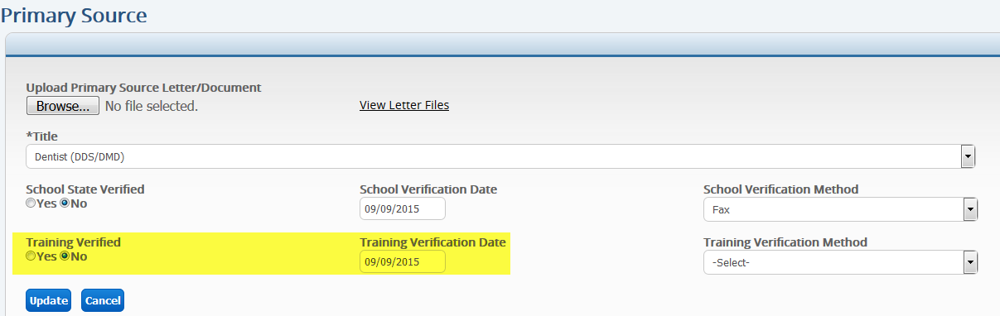 Primary Source
Upload Primary Source Letter/Document
Browse... No file selected. View Letter Files
*Title
Dentist (DDS/DMD)
School State Verified School Verification Date School Verification Method
Yes No 09/09/2015 Fax
Training Verified Training Verification Date Training Verification Method
Yes No 09/09/2015 -Select-
Update Cancel